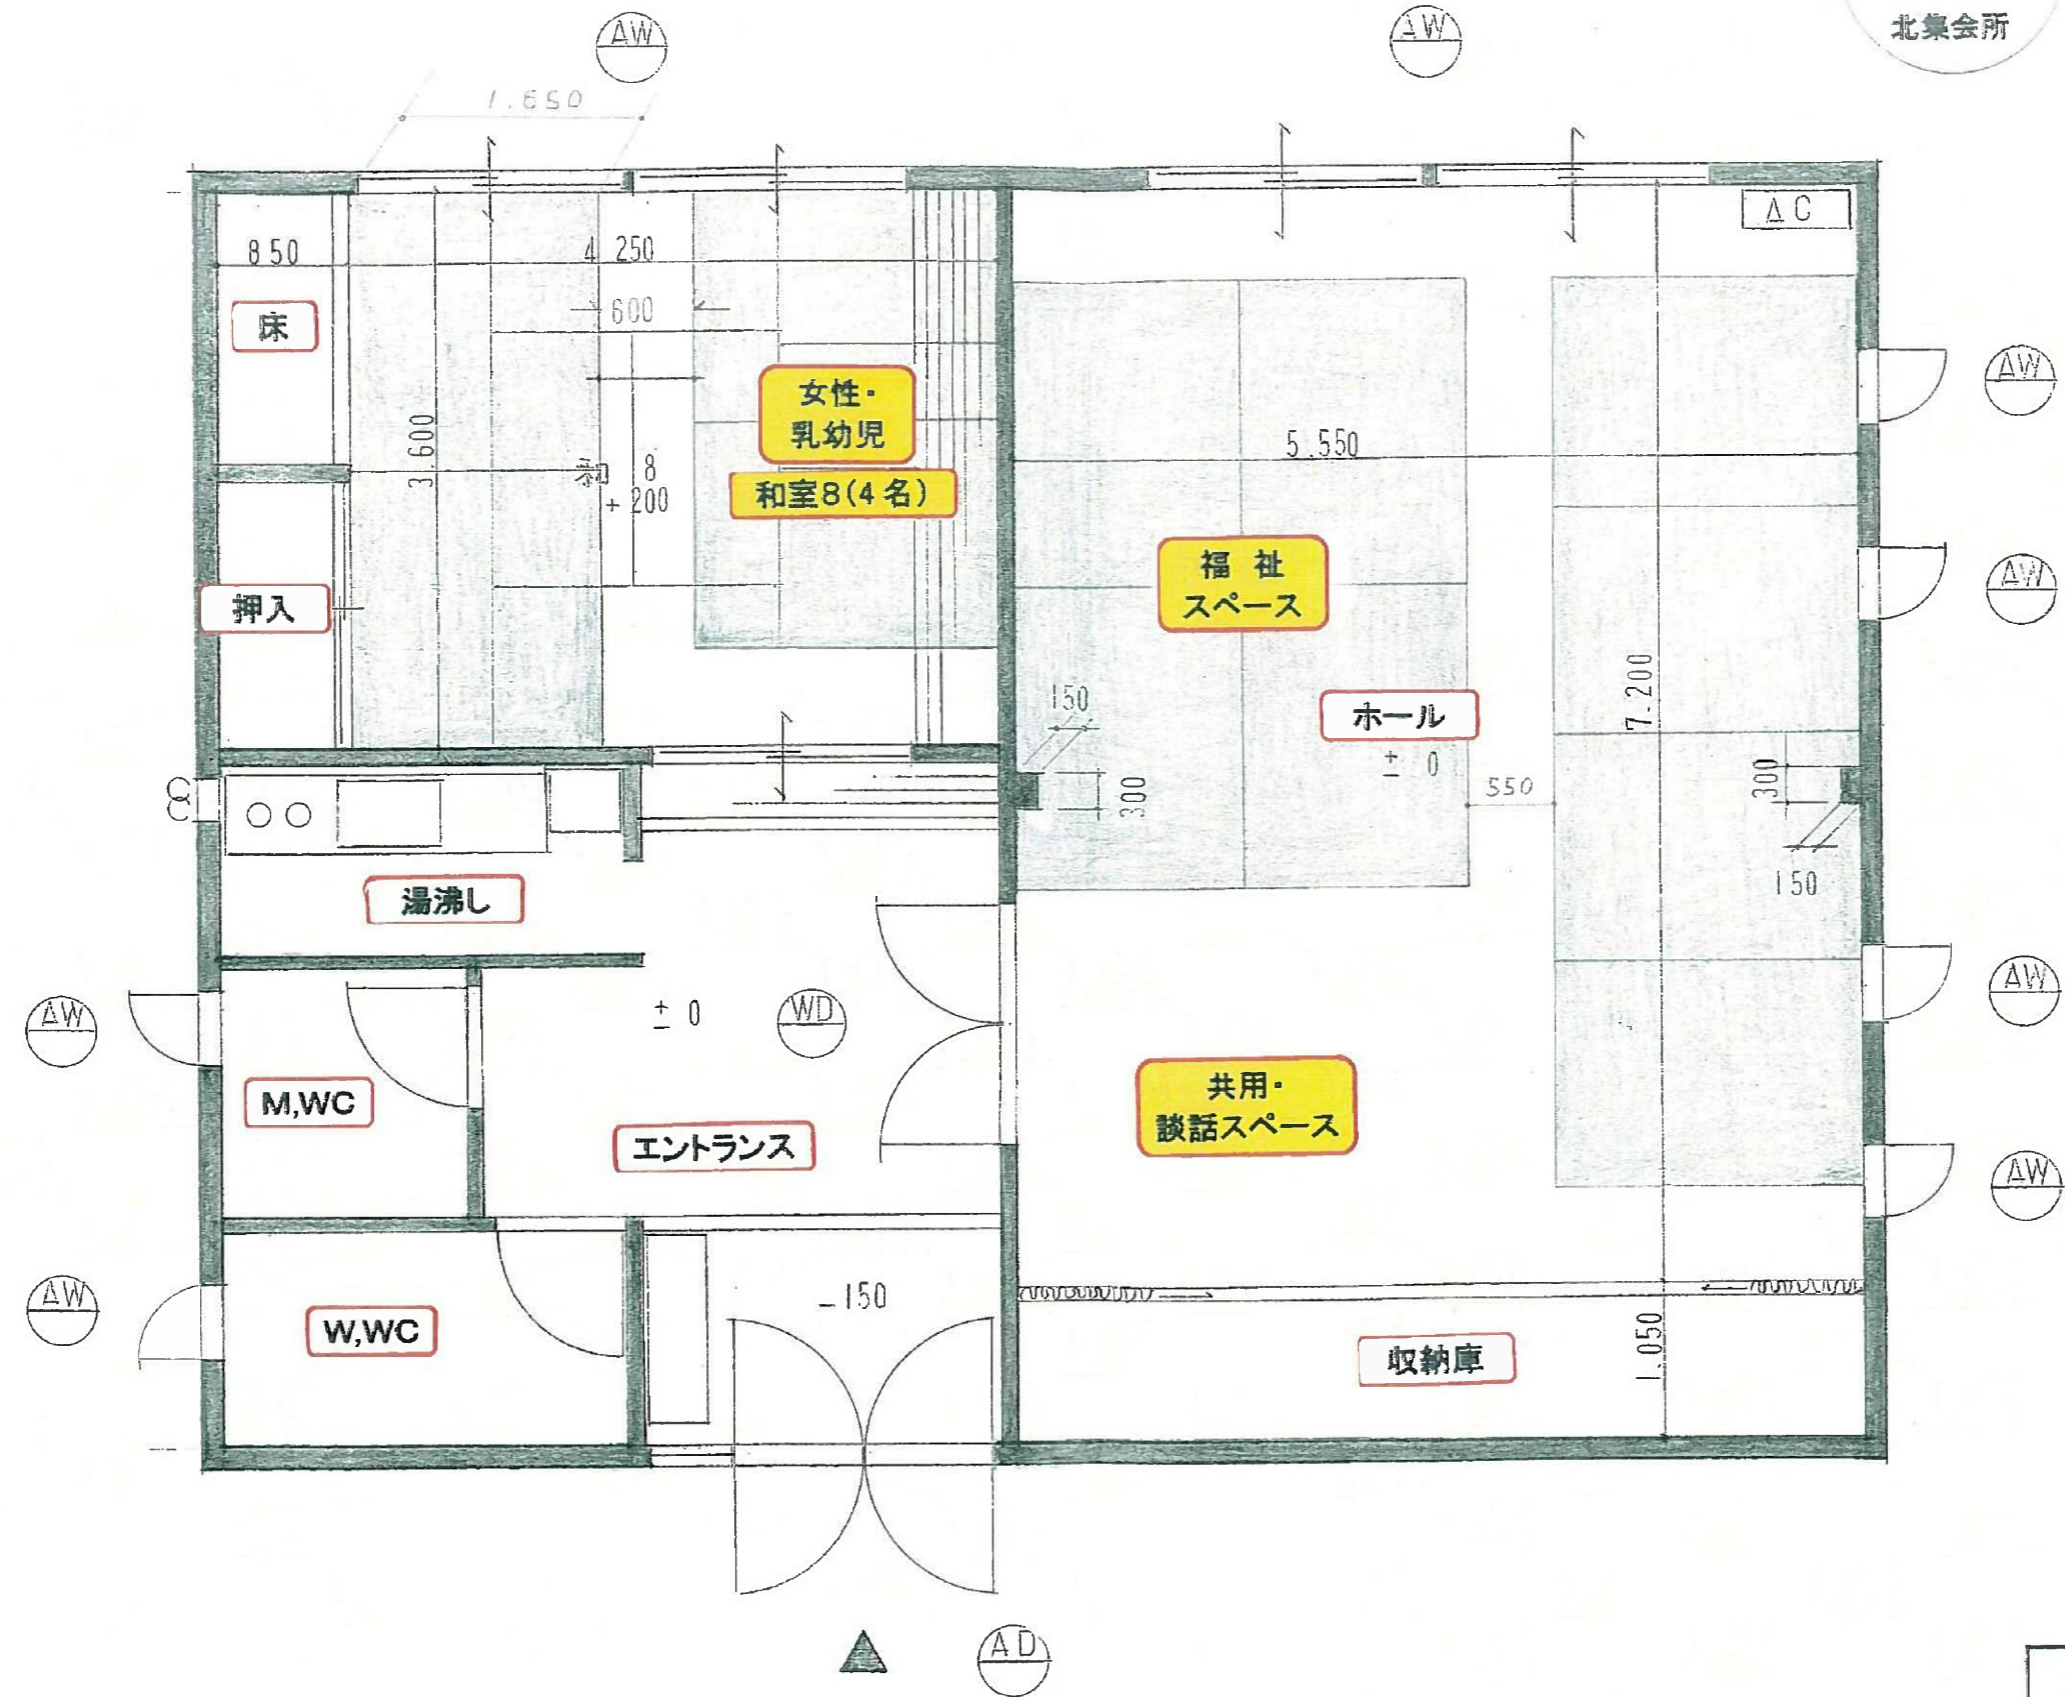 北集会所
AW
AW
1.650
AC
850
4 250
600
床
女性・
乳幼児
AW
3.600
5.550
和 8
+ 200
和室8(4名)
福 祉
スペース
AW
押入
150
ホール
7.200
± 0
300
550
300
150
湯沸し
AW
± 0
WD
AW
M,WC
共用・
談話スペース
エントランス
AW
AW
-150
W,WC
収納庫
1.050
AD